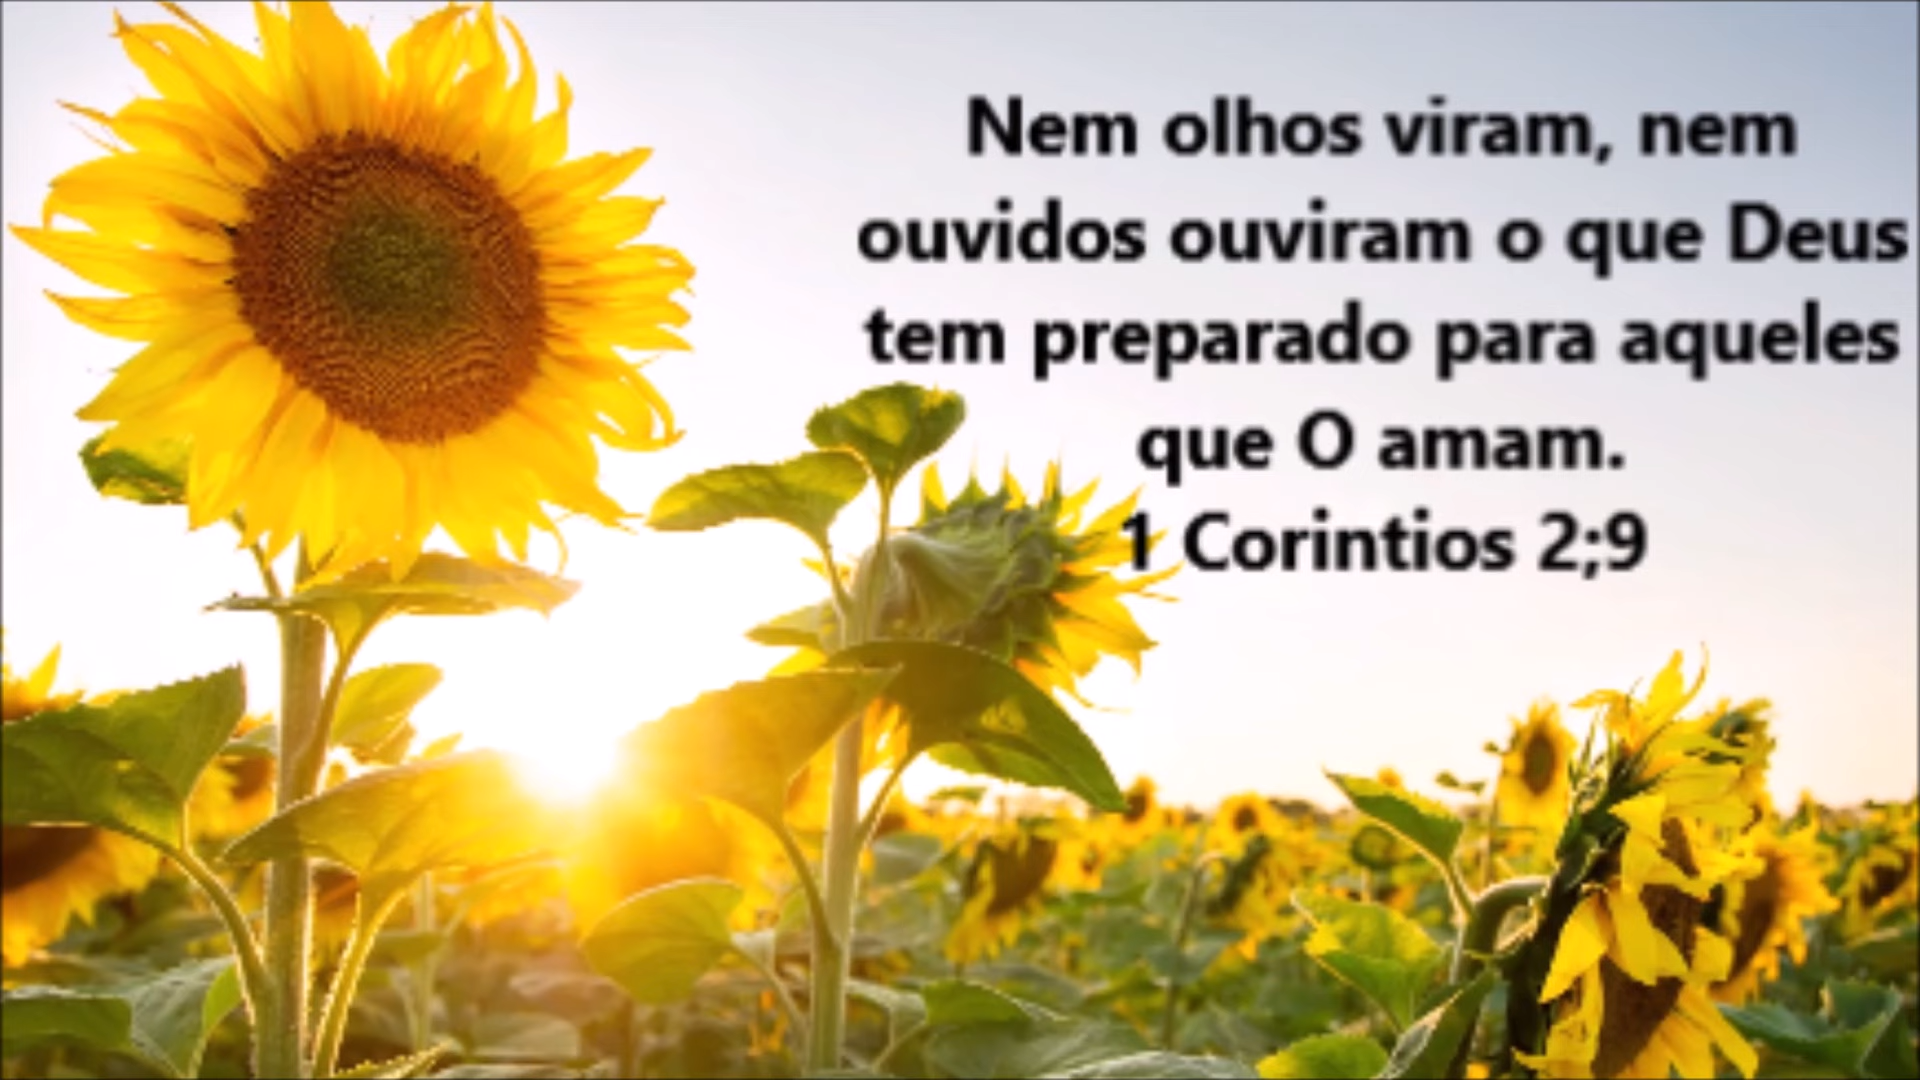 Nem olhos viram, nem
ouvidos ouviram o que Deus
tem preparado para aqueles
que O amam.
1 Corintios 2;9